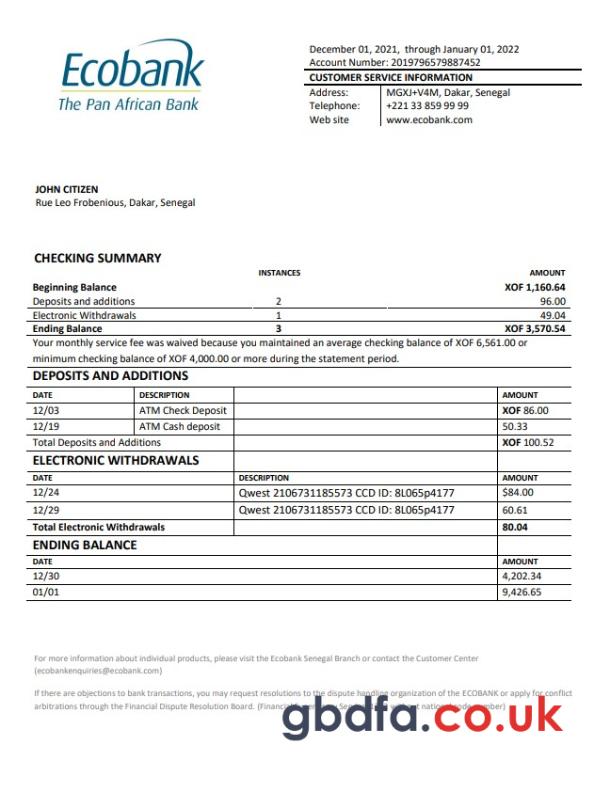 December 01, 2021, through January 01, 2022
Account Number: 2019796579887452
CUSTOMER SERVICE INFORMATION
Address: MGXJ+V4M, Dakar, Senegal
Telephone: +221 33 859 99 99
Web site www.ecobank.com
Ecobank
The Pan African Bank
JOHN CITIZEN
Rue Leo Frobenious, Dakar, Senegal
CHECKING SUMMARY
INSTANCES AMOUNT
Beginning Balance XOF 1,160.64
Deposits and additions 2 96.00
Electronic Withdrawals 1 49.04
Ending Balance 3 XOF 3,570.54
Your monthly service fee was waived because you maintained an average checking balance of XOF 6,561.00 or
minimum checking balance of XOF 4,000.00 or more during the statement period.
DEPOSITS AND ADDITIONS
DATE DESCRIPTION AMOUNT
12/03 ATM Check Deposit XOF 86.00
12/19 ATM Cash deposit 50.33
Total Deposits and Additions XOF 100.52
ELECTRONIC WITHDRAWALS
DATE DESCRIPTION AMOUNT
12/24 Qwest 2106731185573 CCD ID: 8L065p4177 $84.00
12/29 Qwest 2106731185573 CCD ID: 8L065p4177 60.61
Total Electronic Withdrawals 80.04
ENDING BALANCE
DATE AMOUNT
12/30 4,202.34
01/01 9,426.65
For more information about individual products, please visit the Ecobank Senegal Branch or contact the Customer Center
(ecobankenquiries@ecobank.com)
If there are objections to bank transactions, you may request resolutions to the dispute handling organization of the ECOBANK or apply for conflict
arbitrations through the Financial Dispute Resolution Board. (Financial
gbdfa.co.uk